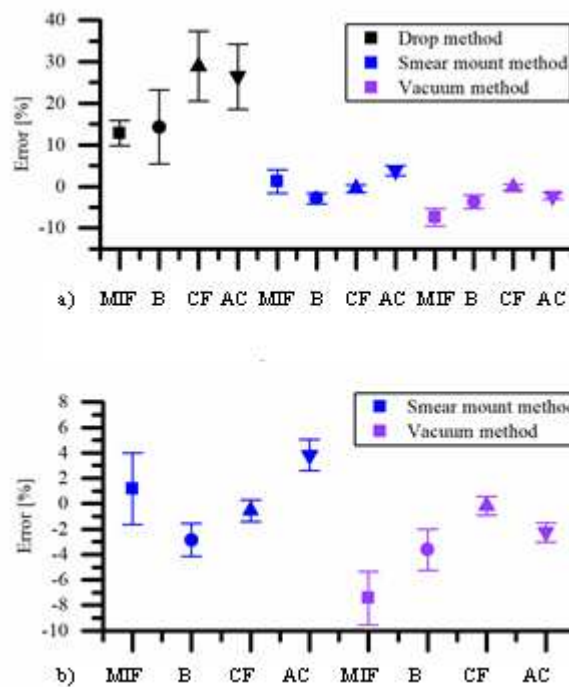 40
30
20
10
0
-10
Error [%]
Drop method
Smear mount method
Vacuum method
a) MIF B CF AC MIF B CF AC MIF B CF AC
8
6
4
2
0
-2
-4
-6
-8
-10
Error [%]
Smear mount method
Vacuum method
b) MIF B CF AC MIF B CF AC